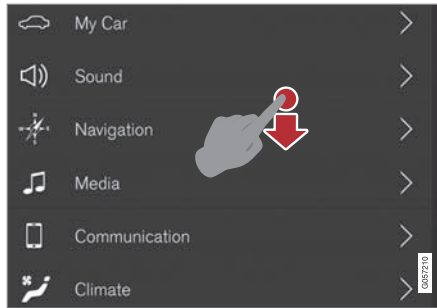 My Car
Sound
Navigation
Media
Communication
Climate
G057210